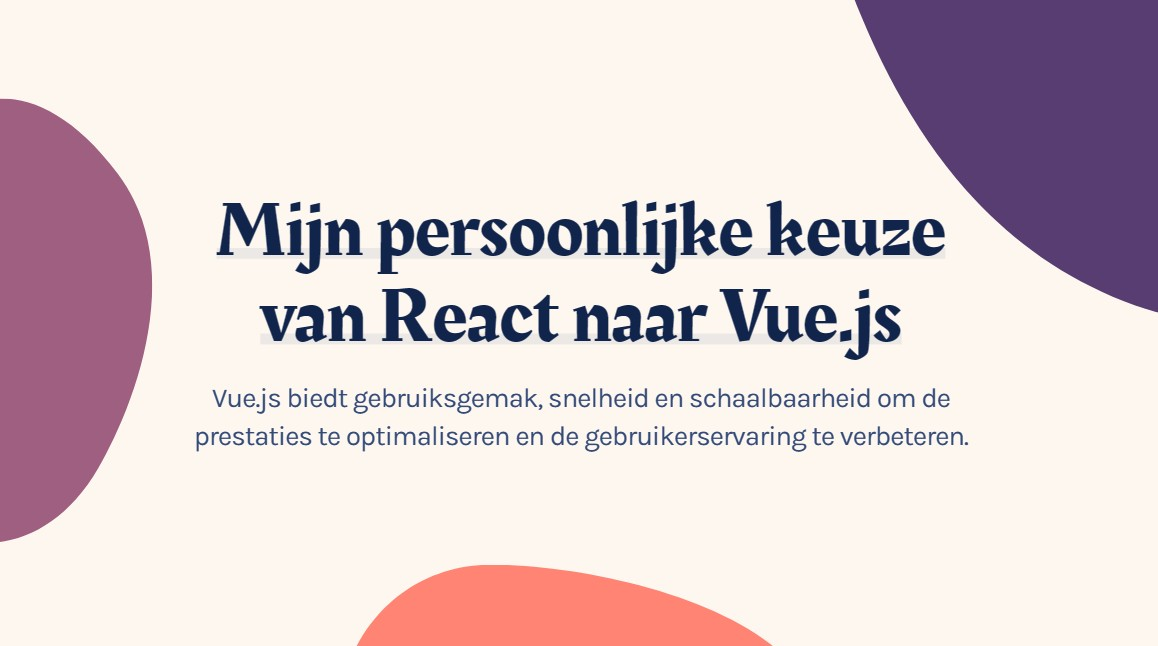 Mijn persoonlijke keuze
van React naar Vue.js
Vue.js biedt gebruiksgemak, snelheid en schaalbaarheid om de
prestaties te optimaliseren en de gebruikerservaring te verbeteren.